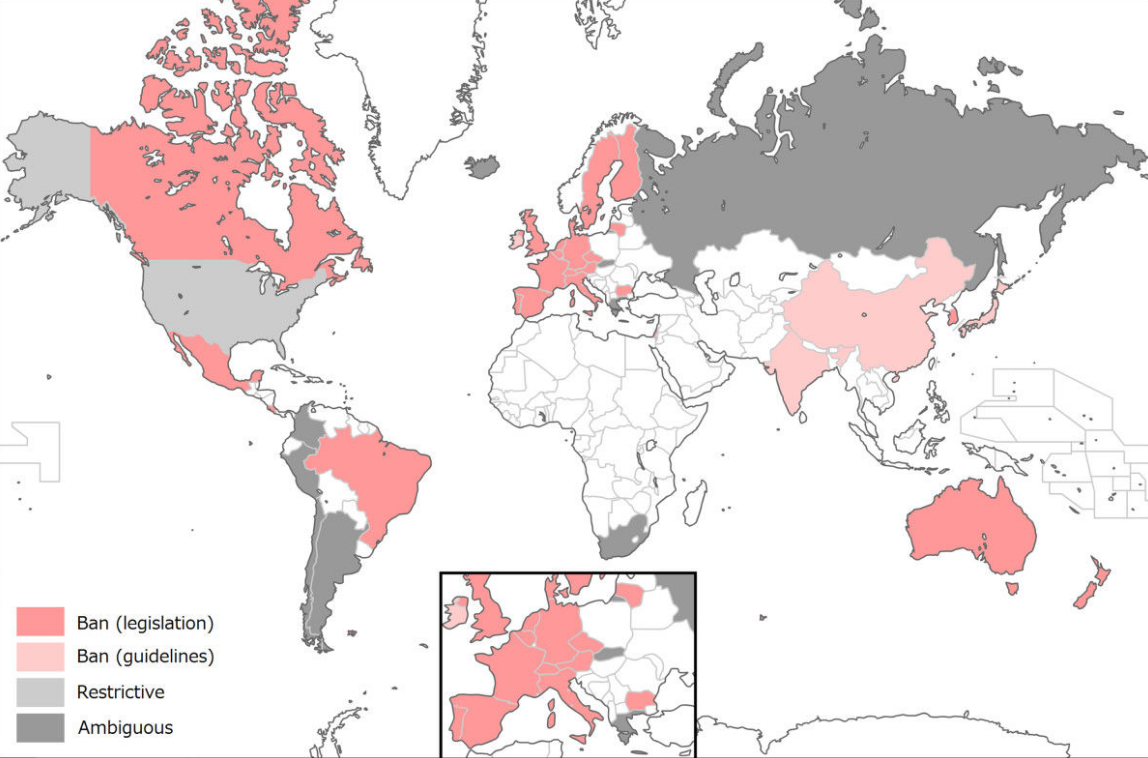 Ban (legislation)
Ban (guidelines)
Restrictive
Ambiguous